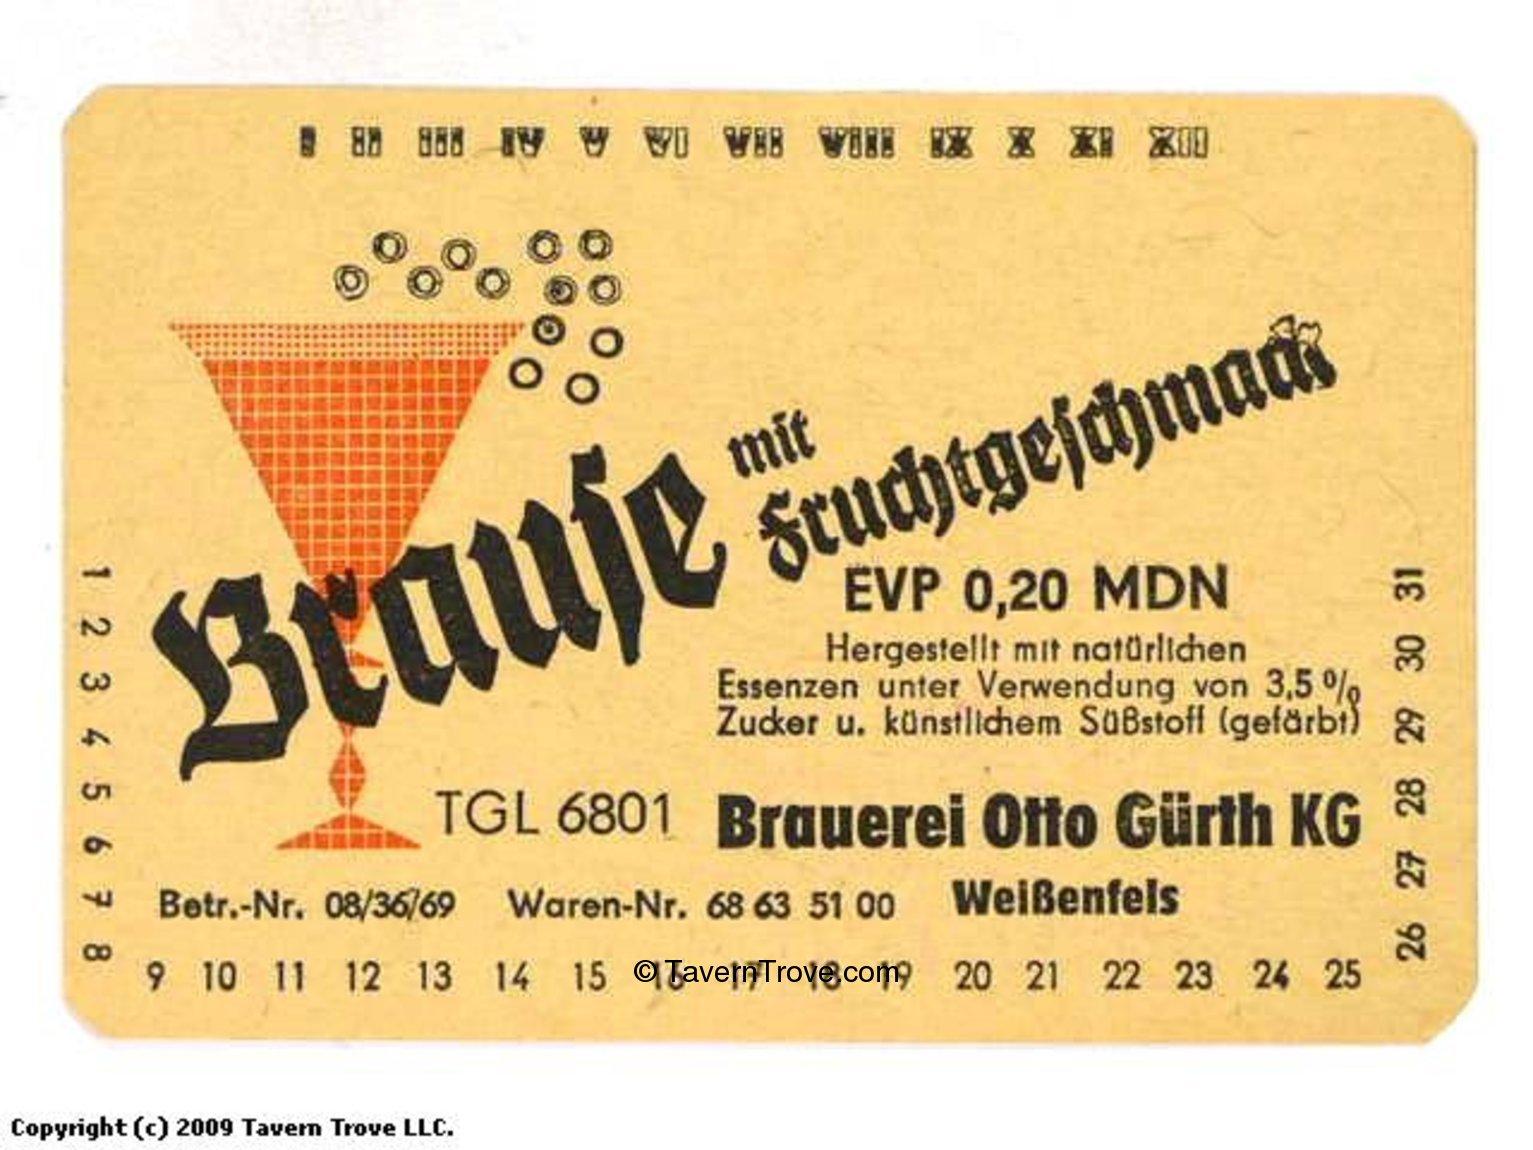 I II III IV V VI VII VIII IX X XI XII
Brause mit Fruchtgeschmack
EVP 0,20 MDN
Hergestellt mit natürlichen
Essenzen unter Verwendung von 3,5 %
Zucker u. künstlichem Süßstoff (gefärbt)
TGL 6801
Brauerei Otto Gürth KG
Betr.-Nr. 08/36/69 Waren-Nr. 68 63 51 00 Weißenfels
1
2
3
4
5
6
7
8
9 10 11 12 13 14 15 16 17 18 19 20 21 22 23 24 25
26
27
28
29
30
31
© TavernTrove.com
Copyright (c) 2009 Tavern Trove LLC.